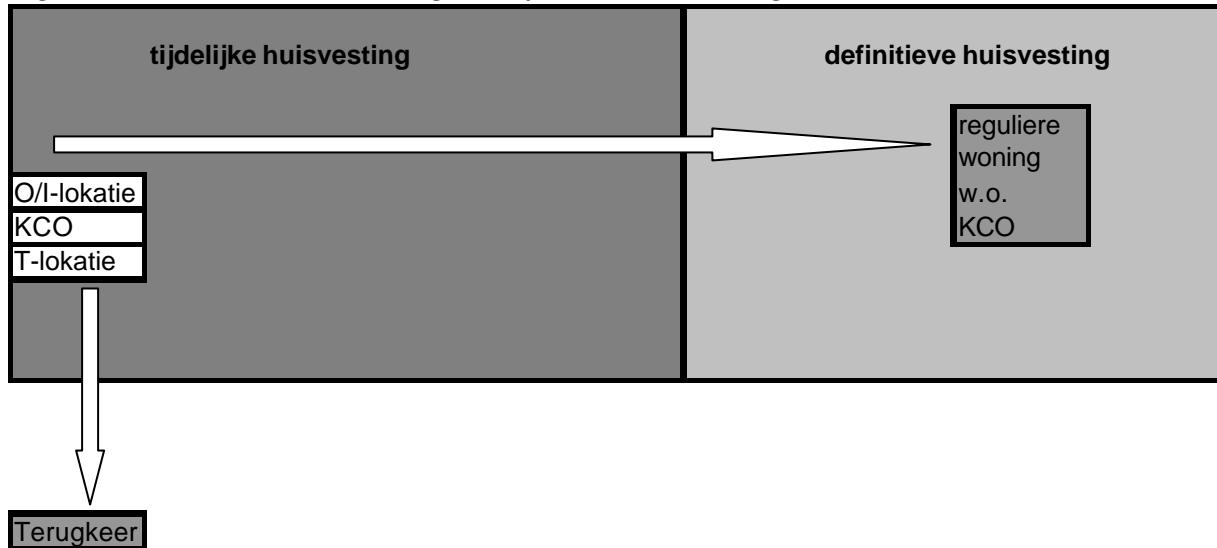 tijdelijke huisvesting
definitieve huisvesting
reguliere
woning
w.o.
KCO
O/I-lokatie
KCO
T-lokatie
Terugkeer